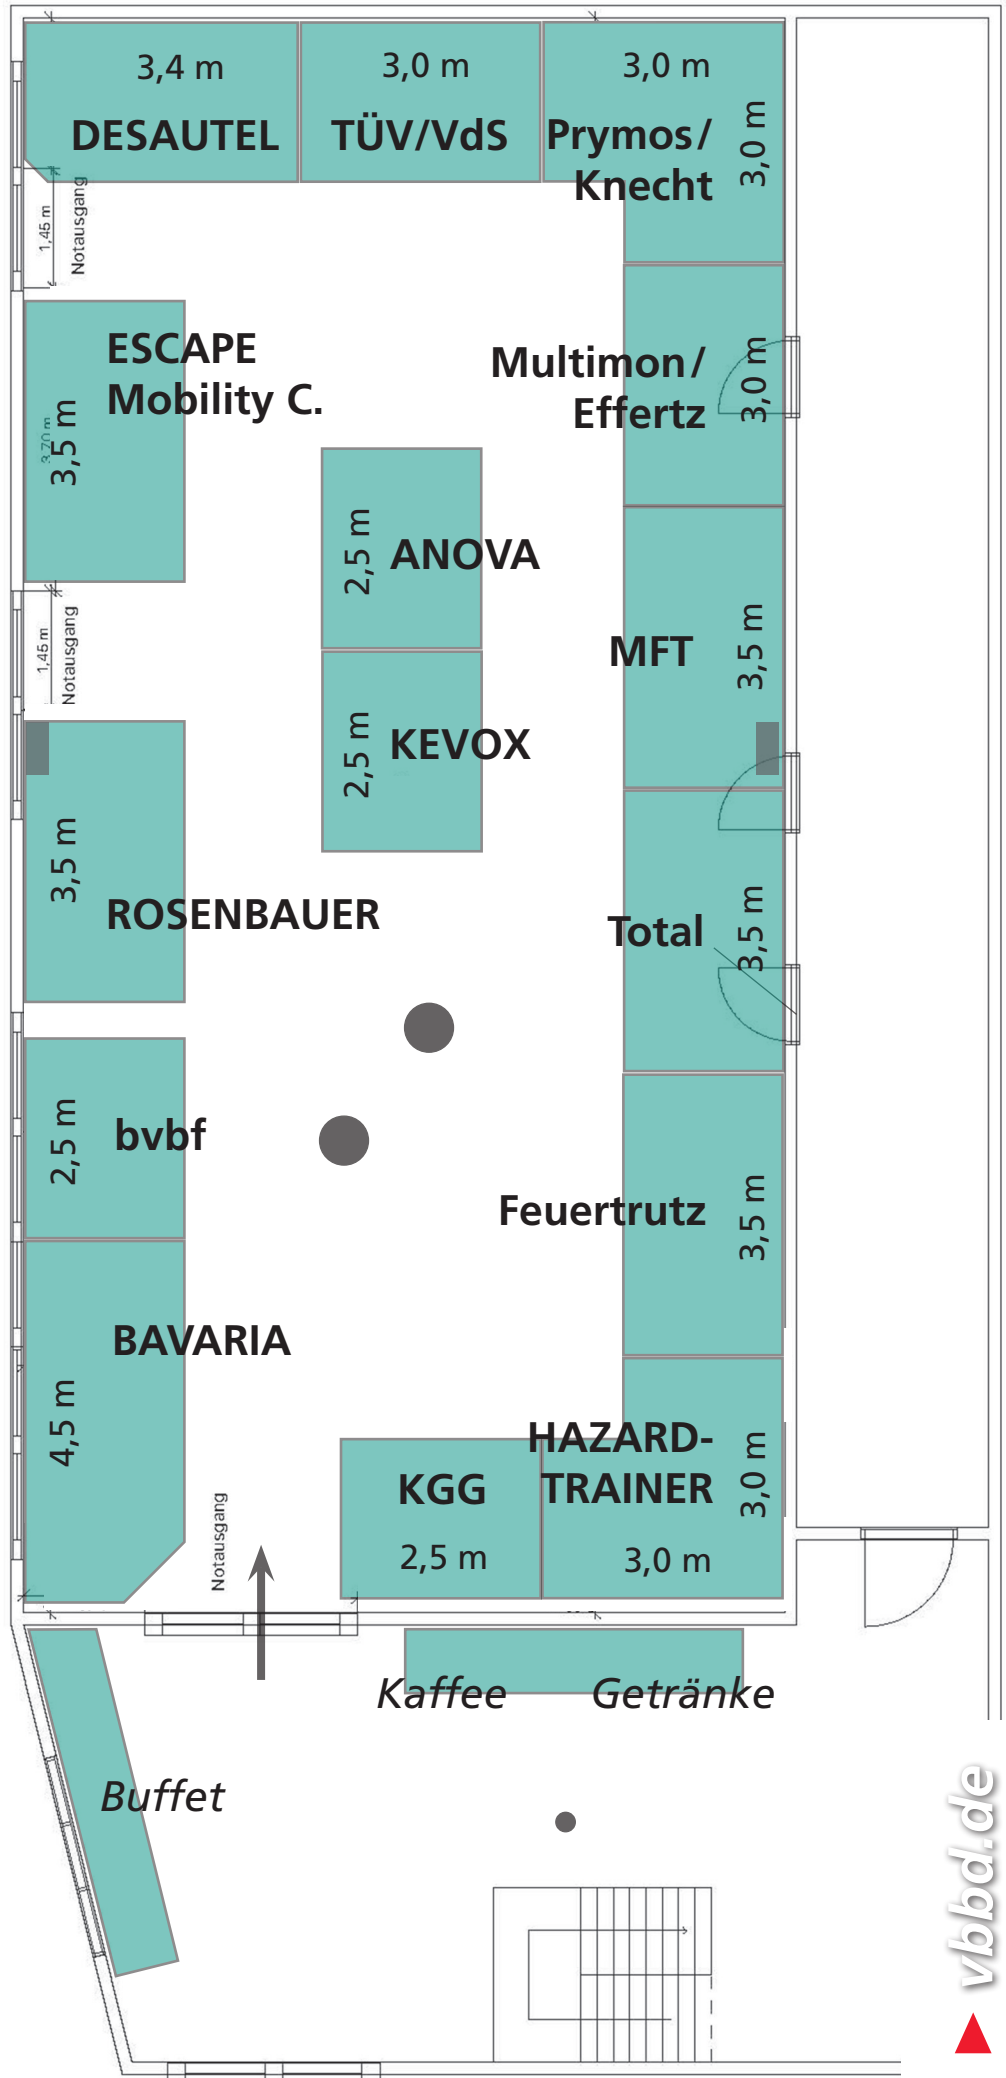 3,4 m
3,0 m
3,0 m
DESAUTEL
TÜV/VdS
Prymos/
Knecht
3,0 m
1,45 m
Notausgang
ESCAPE
Mobility C.
3,70 m
3,5 m
Multimon/
Effertz
3,0 m
2,5 m
ANOVA
1,45 m
Notausgang
MFT
3,5 m
2,5 m
KEVOX
3,5 m
ROSENBAUER
Total
3,5 m
2,5 m
bvbf
Feuertrutz
3,5 m
BAVARIA
4,5 m
HAZARD-
TRAINER
3,0 m
3,0 m
KGG
2,5 m
Notausgang
Kaffee
Getränke
Buffet
vbbd.de